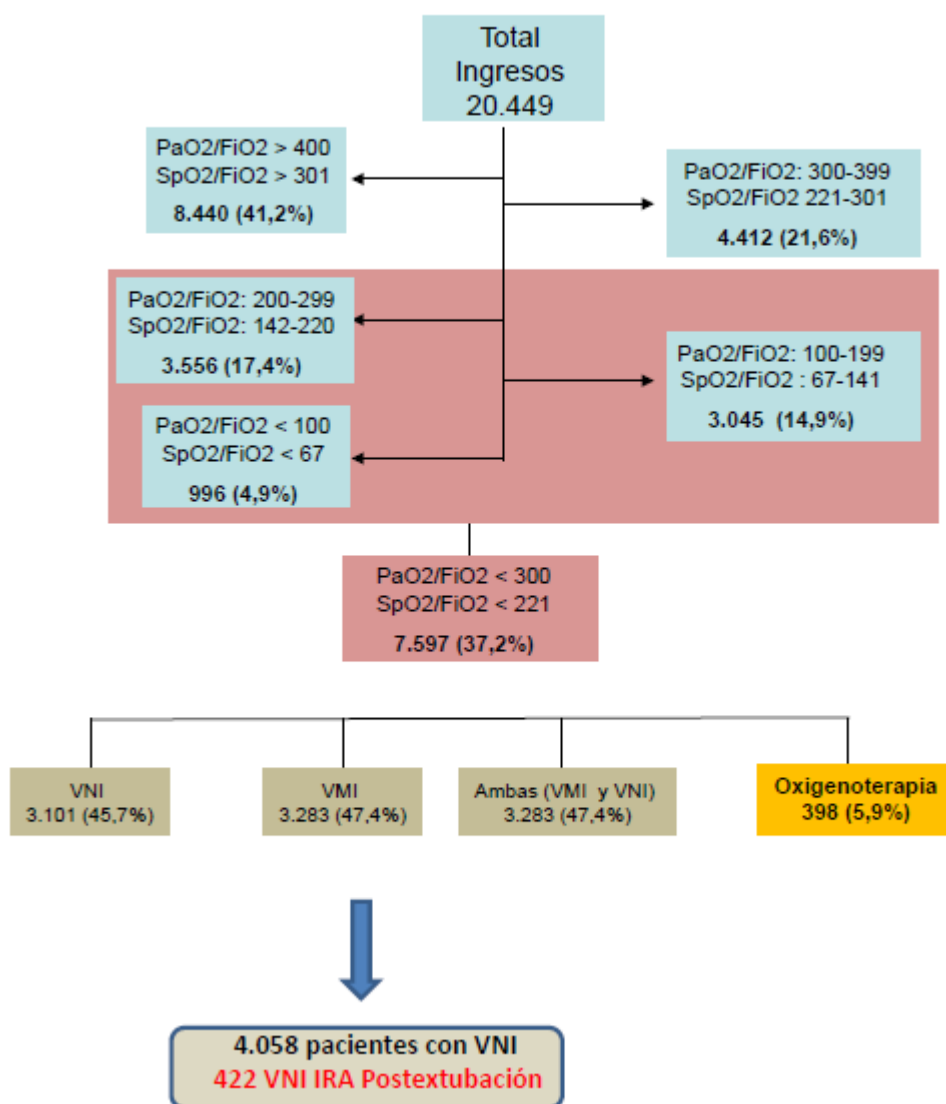 Total
Ingresos
20.449
PaO2/FiO2 > 400
SpO2/FiO2 > 301
8.440 (41,2%)
PaO2/FiO2: 300-399
SpO2/FiO2 221-301
4.412 (21,6%)
PaO2/FiO2: 200-299
SpO2/FiO2: 142-220
3.556 (17,4%)
PaO2/FiO2: 100-199
SpO2/FiO2 : 67-141
3.045 (14,9%)
PaO2/FiO2 < 100
SpO2/FiO2 < 67
996 (4,9%)
PaO2/FiO2 < 300
SpO2/FiO2 < 221
7.597 (37,2%)
VNI
3.101 (45,7%)
VMI
3.283 (47,4%)
Ambas (VMI y VNI)
3.283 (47,4%)
Oxigenoterapia
398 (5,9%)
4.058 pacientes con VNI
422 VNI IRA Postextubación